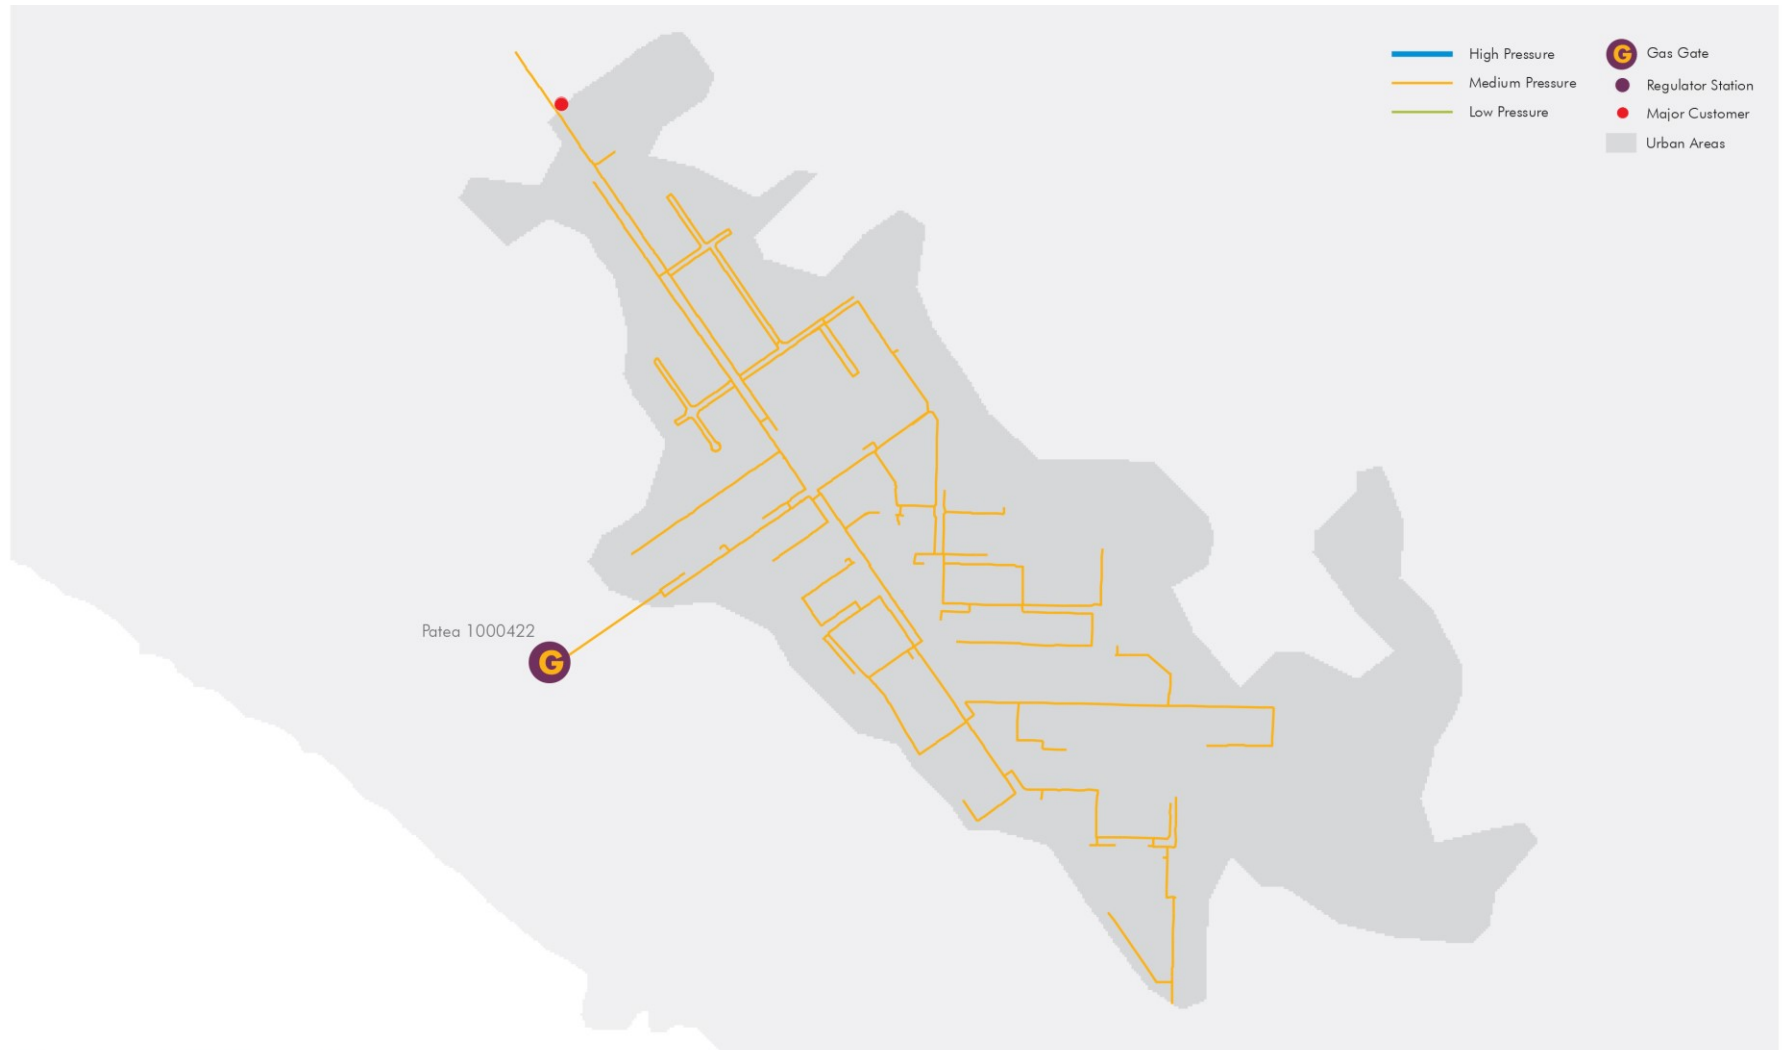 High Pressure
Medium Pressure
Low Pressure
G Gas Gate
Regulator Station
Major Customer
Urban Areas
Patea 1000422
G